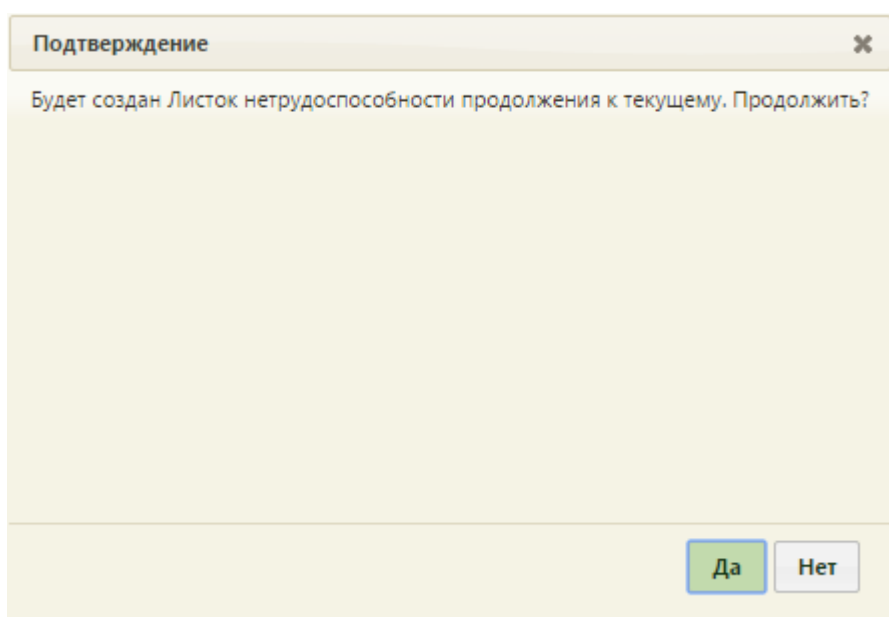 Подтверждение
Будет создан Листок нетрудоспособности продолжения к текущему. Продолжить?
Да
Нет